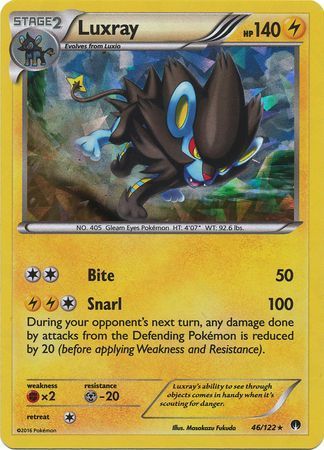 STAGE2
Luxray
HP140
Evolves from Luxio
NO. 405 Gleam Eyes Pokémon HT: 4'07" WT: 92.6 lbs.
Bite 50
Snarl 100
During your opponent's next turn, any damage done
by attacks from the Defending Pokémon is reduced
by 20 (before applying Weakness and Resistance).
weakness
×2
resistance
-20
retreat
Luxray's ability to see through
objects comes in handy when it's
scouting for danger.
©2016 Pokémon
Illus. Masakazu Fukuda
46/122★